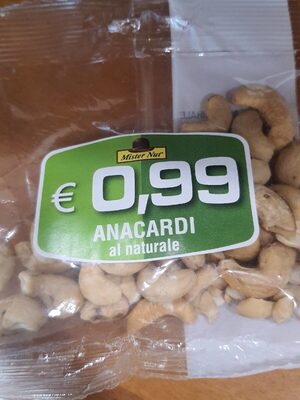 Mister Nut
€ 0,99
ANACARDI
al naturale